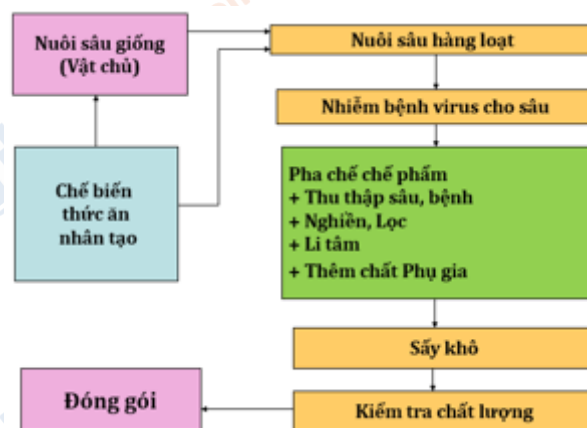 Nuôi sâu giống
(Vật chủ)
Nuôi sâu hàng loạt
Nhiễm bệnh virus cho sâu
Chế biến
thức ăn
nhân tạo
Pha chế chế phẩm
+ Thu thập sâu, bệnh
+ Nghiền, Lọc
+ Li tâm
+ Thêm chất Phụ gia
Sấy khô
Kiểm tra chất lượng
Đóng gói